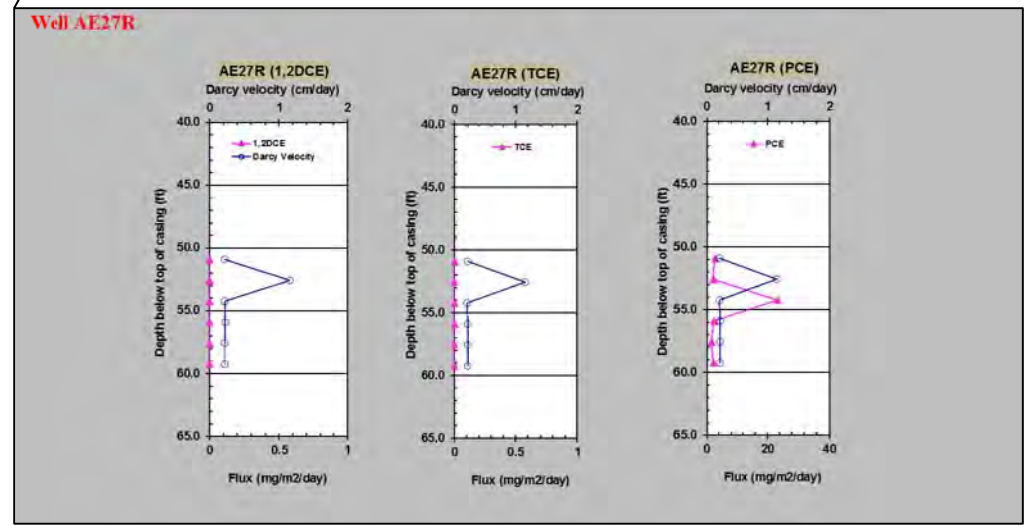 Well AE27R
AE27R (1,2DCE)
Darcy velocity (cm/day)
0 1 2
40.0
45.0
50.0
55.0
60.0
65.0
Depth below top of casing (ft)
1,2DCE
Darcy Velocity
0 0.5 1
Flux (mg/m2/day)
AE27R (TCE)
Darcy velocity (cm/day)
0 1 2
40.0
45.0
50.0
55.0
60.0
65.0
Depth below top of casing (ft)
TCE
0 0.5 1
Flux (mg/m2/day)
AE27R (PCE)
Darcy velocity (cm/day)
0 1 2
40.0
45.0
50.0
55.0
60.0
65.0
Depth below top of casing (ft)
PCE
0 20 40
Flux (mg/m2/day)